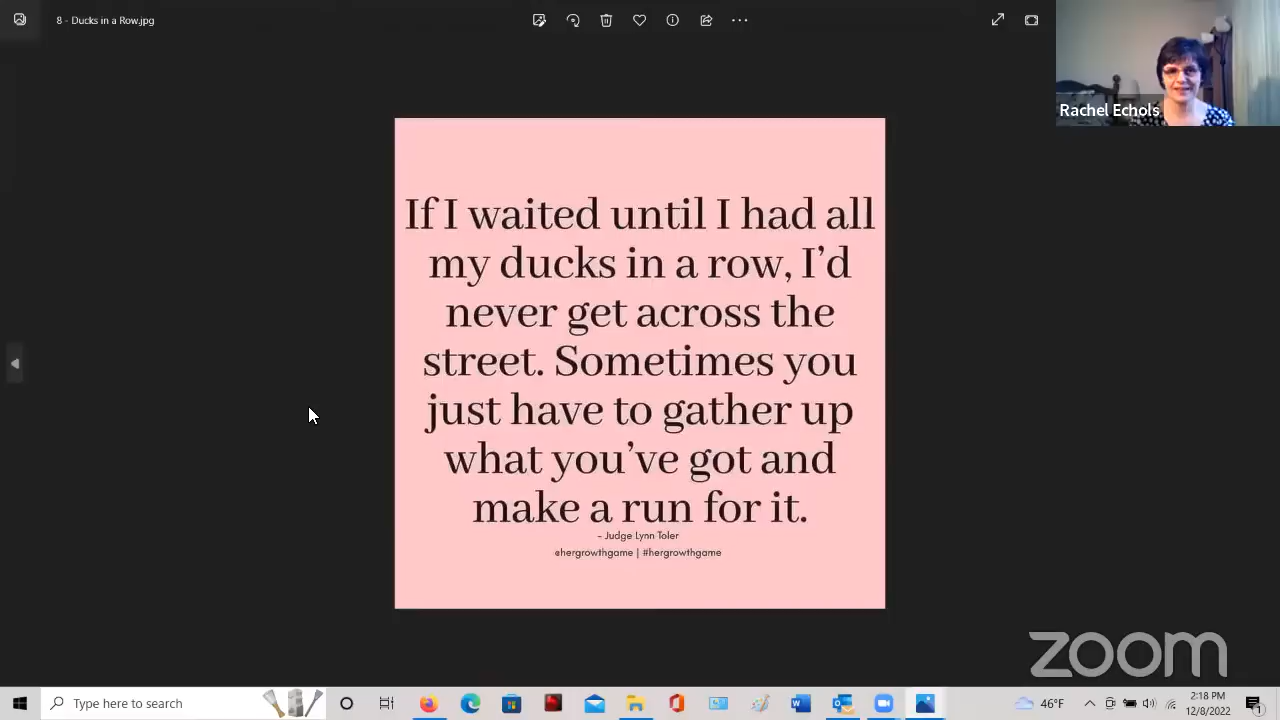 8 - Ducks in a Row.jpg
Rachel Echols
If I waited until I had all
my ducks in a row, I’d
never get across the
street. Sometimes you
just have to gather up
what you’ve got and
make a run for it.
- Judge Lynn Toler
@hergrowthgame | #hergrowthgame
zoom
Type here to search
46°F
2:18 PM
12/8/2022
1